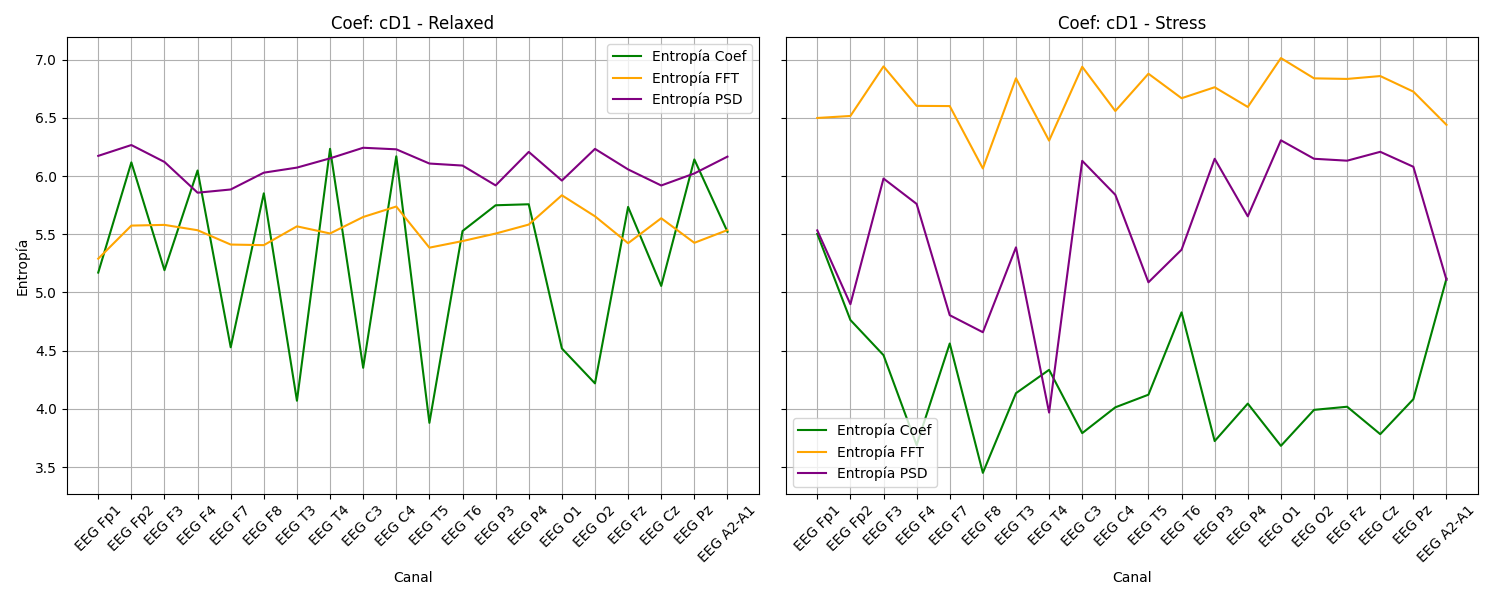 Coef: cD1 - Relaxed
Entropía Coef
Entropía FFT
Entropía PSD
Entropía
7.0
6.5
6.0
5.5
5.0
4.5
4.0
3.5
EEG Fp1
EEG Fp2
EEG F3
EEG F4
EEG F7
EEG F8
EEG T3
EEG T4
EEG C3
EEG C4
EEG T5
EEG T6
EEG P3
EEG P4
EEG O1
EEG O2
EEG Fz
EEG Cz
EEG Pz
EEG A2-A1
Canal
Coef: cD1 - Stress
Entropía Coef
Entropía FFT
Entropía PSD
EEG Fp1
EEG Fp2
EEG F3
EEG F4
EEG F7
EEG F8
EEG T3
EEG T4
EEG C3
EEG C4
EEG T5
EEG T6
EEG P3
EEG P4
EEG O1
EEG O2
EEG Fz
EEG Cz
EEG Pz
EEG A2-A1
Canal